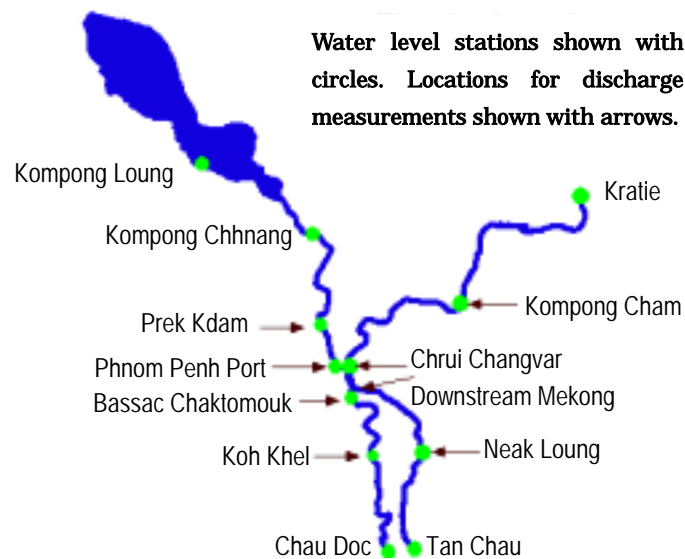 Water level stations shown with
circles. Locations for discharge
measurements shown with arrows.
Kompong Loung
Kratie
Kompong Chhnang
Kompong Cham
Prek Kdam
Phnom Penh Port
Chrui Changvar
Bassac Chaktomouk
Downstream Mekong
Koh Khel
Neak Loung
Chau Doc
Tan Chau